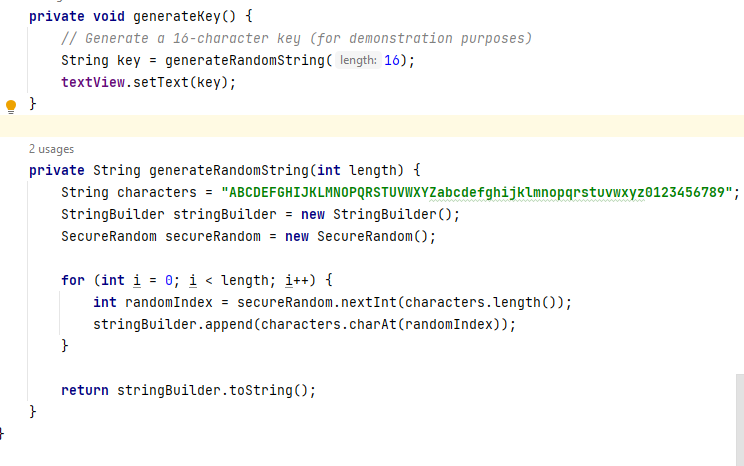 private void generateKey() {
// Generate a 16-character key (for demonstration purposes)
String key = generateRandomString( length: 16);
textView.setText(key);
}
2 usages
private String generateRandomString(int length) {
String characters = "ABCDEFGHIJKLMNOPQRSTUVWXYZabcdefghijklmnopqrstuvwxyz0123456789";
StringBuilder stringBuilder = new StringBuilder();
SecureRandom secureRandom = new SecureRandom();
for (int i = 0; i < length; i++) {
int randomIndex = secureRandom.nextInt(characters.length());
stringBuilder.append(characters.charAt(randomIndex));
}
return stringBuilder.toString();
}
}